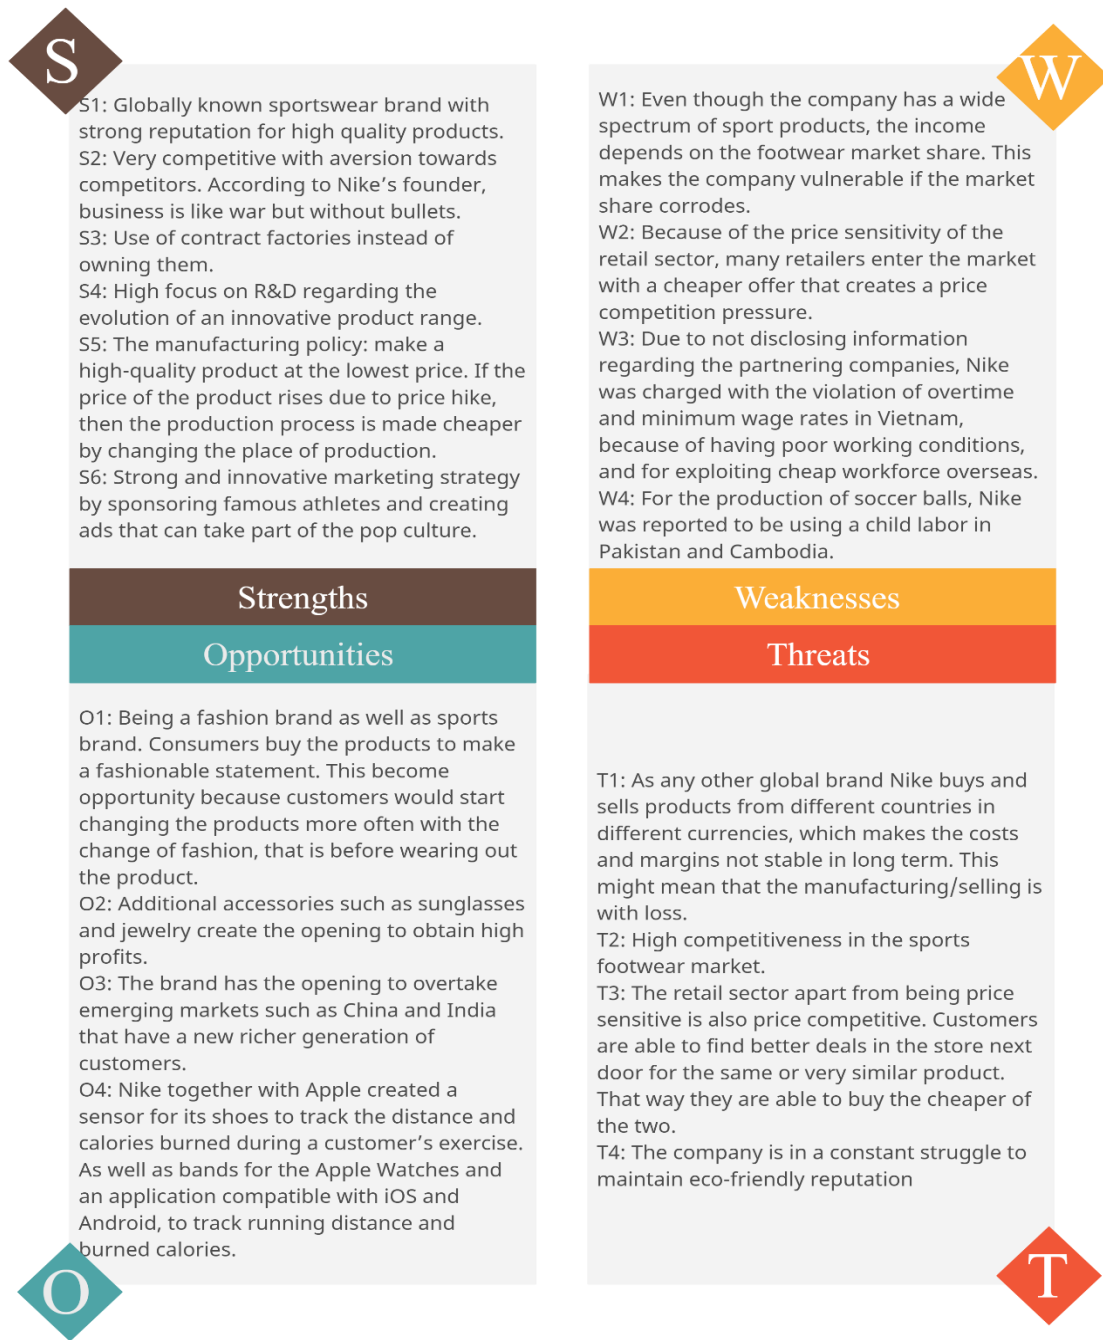 S
S1: Globally known sportswear brand with
strong reputation for high quality products.
S2: Very competitive with aversion towards
competitors. According to Nike’s founder,
business is like war but without bullets.
S3: Use of contract factories instead of
owning them.
S4: High focus on R&D regarding the
evolution of an innovative product range.
S5: The manufacturing policy: make a
high-quality product at the lowest price. If the
price of the product rises due to price hike,
then the production process is made cheaper
by changing the place of production.
S6: Strong and innovative marketing strategy
by sponsoring famous athletes and creating
ads that can take part of the pop culture.
Strengths
W
W1: Even though the company has a wide
spectrum of sport products, the income
depends on the footwear market share. This
makes the company vulnerable if the market
share corrodes.
W2: Because of the price sensitivity of the
retail sector, many retailers enter the market
with a cheaper offer that creates a price
competition pressure.
W3: Due to not disclosing information
regarding the partnering companies, Nike
was charged with the violation of overtime
and minimum wage rates in Vietnam,
because of having poor working conditions,
and for exploiting cheap workforce overseas.
W4: For the production of soccer balls, Nike
was reported to be using a child labor in
Pakistan and Cambodia.
Weaknesses
Opportunities
O1: Being a fashion brand as well as sports
brand. Consumers buy the products to make
a fashionable statement. This become
opportunity because customers would start
changing the products more often with the
change of fashion, that is before wearing out
the product.
O2: Additional accessories such as sunglasses
and jewelry create the opening to obtain high
profits.
O3: The brand has the opening to overtake
emerging markets such as China and India
that have a new richer generation of
customers.
O4: Nike together with Apple created a
sensor for its shoes to track the distance and
calories burned during a customer’s exercise.
As well as bands for the Apple Watches and
an application compatible with iOS and
Android, to track running distance and
burned calories.
O
Threats
T1: As any other global brand Nike buys and
sells products from different countries in
different currencies, which makes the costs
and margins not stable in long term. This
might mean that the manufacturing/selling is
with loss.
T2: High competitiveness in the sports
footwear market.
T3: The retail sector apart from being price
sensitive is also price competitive. Customers
are able to find better deals in the store next
door for the same or very similar product.
That way they are able to buy the cheaper of
the two.
T4: The company is in a constant struggle to
maintain eco-friendly reputation
T